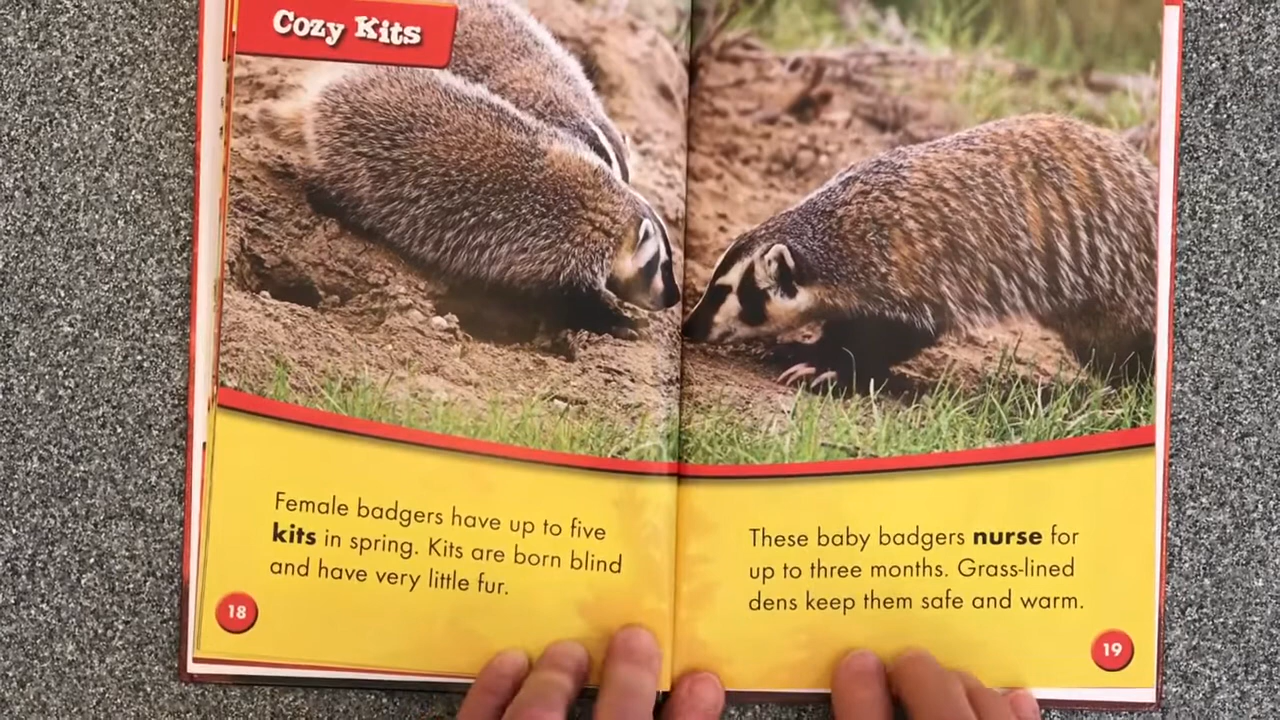 Cozy Kits
Female badgers have up to five
kits in spring. Kits are born blind
and have very little fur.
18
These baby badgers nurse for
up to three months. Grass-lined
dens keep them safe and warm.
19